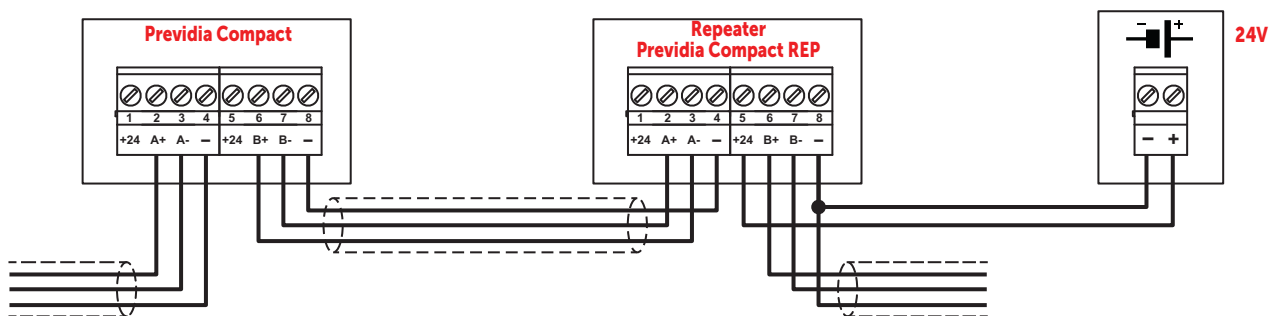 Previdia Compact
Repeater
Previdia Compact REP
- +
24V
1 2 3 4 5 6 7 8
+24 A+ A- – +24 B+ B- –
1 2 3 4 5 6 7 8
+24 A+ A- – +24 B+ B- –
– +